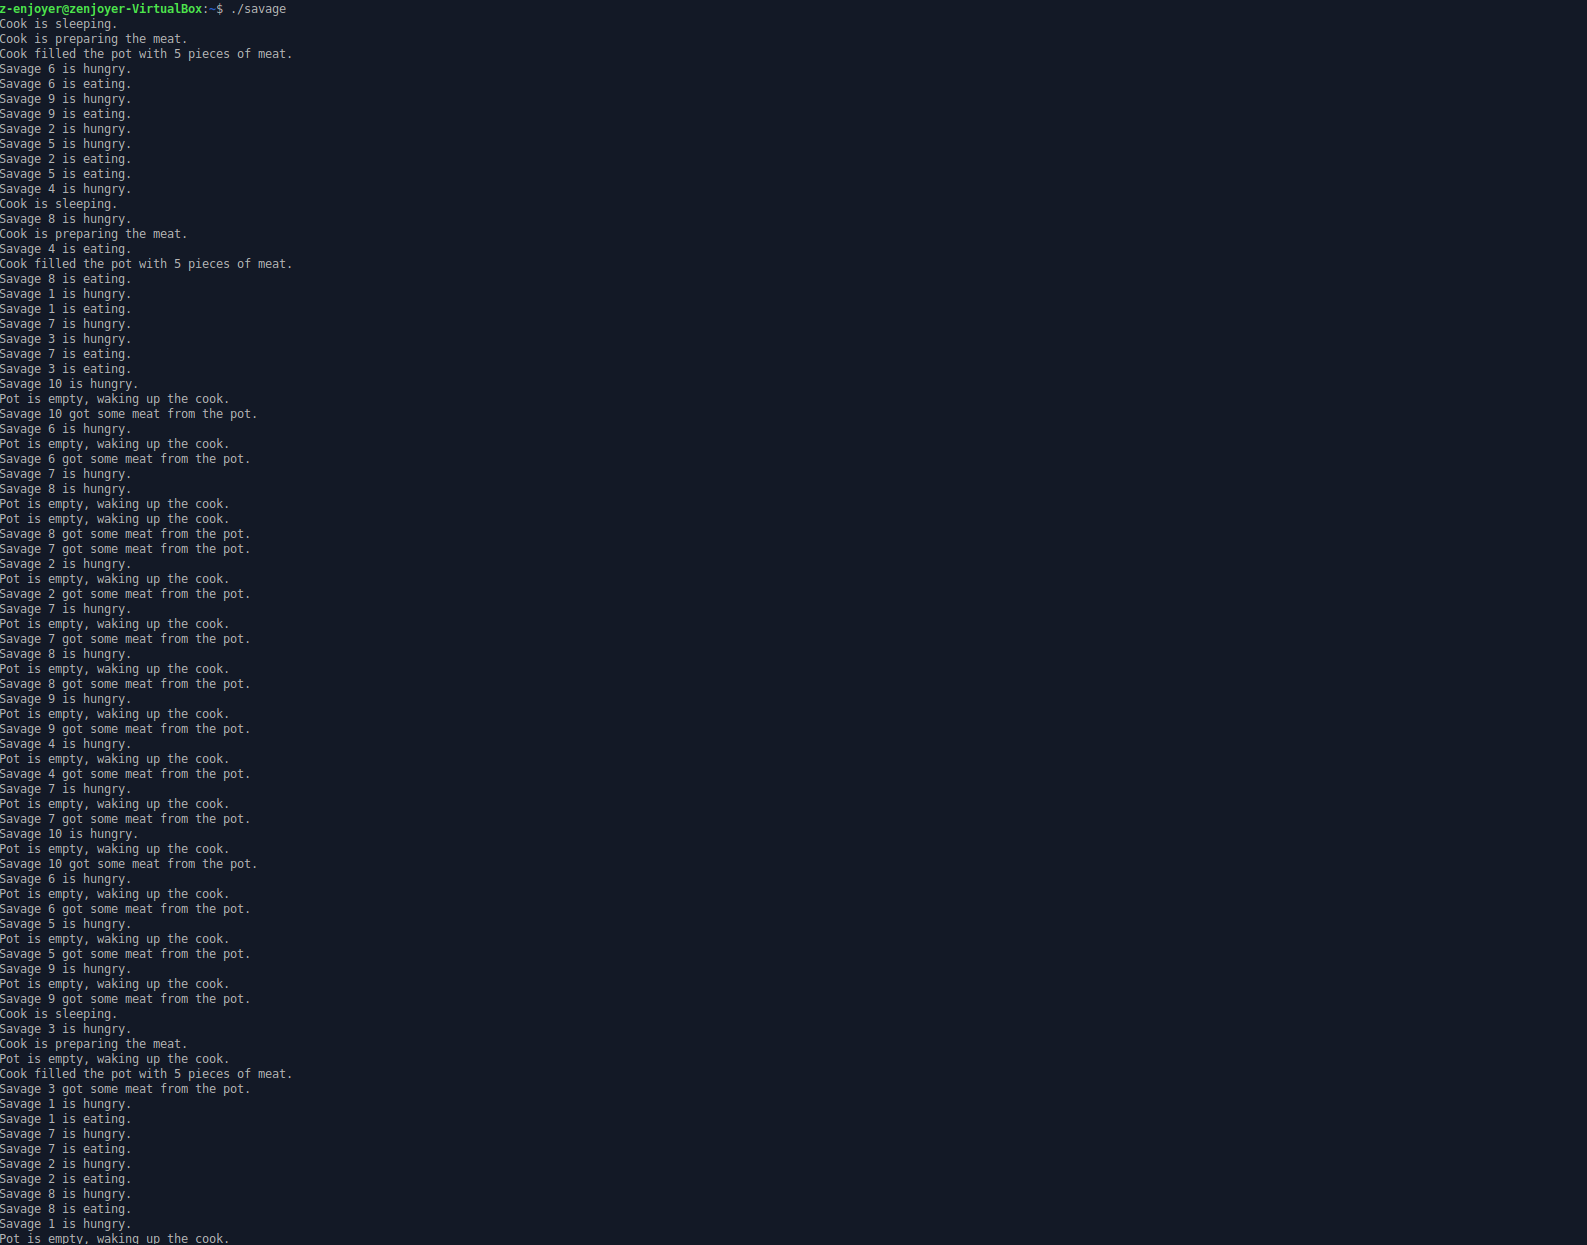 z-enjoyer@zenjoyer-VirtualBox:~$ ./savage
Cook is sleeping.
Cook is preparing the meat.
Cook filled the pot with 5 pieces of meat.
Savage 6 is hungry.
Savage 6 is eating.
Savage 9 is hungry.
Savage 9 is eating.
Savage 2 is hungry.
Savage 5 is hungry.
Savage 2 is eating.
Savage 5 is eating.
Savage 4 is hungry.
Cook is sleeping.
Savage 8 is hungry.
Cook is preparing the meat.
Savage 4 is eating.
Cook filled the pot with 5 pieces of meat.
Savage 8 is eating.
Savage 1 is hungry.
Savage 1 is eating.
Savage 7 is hungry.
Savage 3 is hungry.
Savage 7 is eating.
Savage 3 is eating.
Savage 10 is hungry.
Pot is empty, waking up the cook.
Savage 10 got some meat from the pot.
Savage 6 is hungry.
Pot is empty, waking up the cook.
Savage 6 got some meat from the pot.
Savage 7 is hungry.
Savage 8 is hungry.
Pot is empty, waking up the cook.
Pot is empty, waking up the cook.
Savage 8 got some meat from the pot.
Savage 7 got some meat from the pot.
Savage 2 is hungry.
Pot is empty, waking up the cook.
Savage 2 got some meat from the pot.
Savage 7 is hungry.
Pot is empty, waking up the cook.
Savage 7 got some meat from the pot.
Savage 8 is hungry.
Pot is empty, waking up the cook.
Savage 8 got some meat from the pot.
Savage 9 is hungry.
Pot is empty, waking up the cook.
Savage 9 got some meat from the pot.
Savage 4 is hungry.
Pot is empty, waking up the cook.
Savage 4 got some meat from the pot.
Savage 7 is hungry.
Pot is empty, waking up the cook.
Savage 7 got some meat from the pot.
Savage 10 is hungry.
Pot is empty, waking up the cook.
Savage 10 got some meat from the pot.
Savage 6 is hungry.
Pot is empty, waking up the cook.
Savage 6 got some meat from the pot.
Savage 5 is hungry.
Pot is empty, waking up the cook.
Savage 5 got some meat from the pot.
Savage 9 is hungry.
Pot is empty, waking up the cook.
Savage 9 got some meat from the pot.
Cook is sleeping.
Savage 3 is hungry.
Cook is preparing the meat.
Pot is empty, waking up the cook.
Cook filled the pot with 5 pieces of meat.
Savage 3 got some meat from the pot.
Savage 1 is hungry.
Savage 1 is eating.
Savage 7 is hungry.
Savage 7 is eating.
Savage 2 is hungry.
Savage 2 is eating.
Savage 8 is hungry.
Savage 8 is eating.
Savage 1 is hungry.
Pot is empty, waking up the cook.